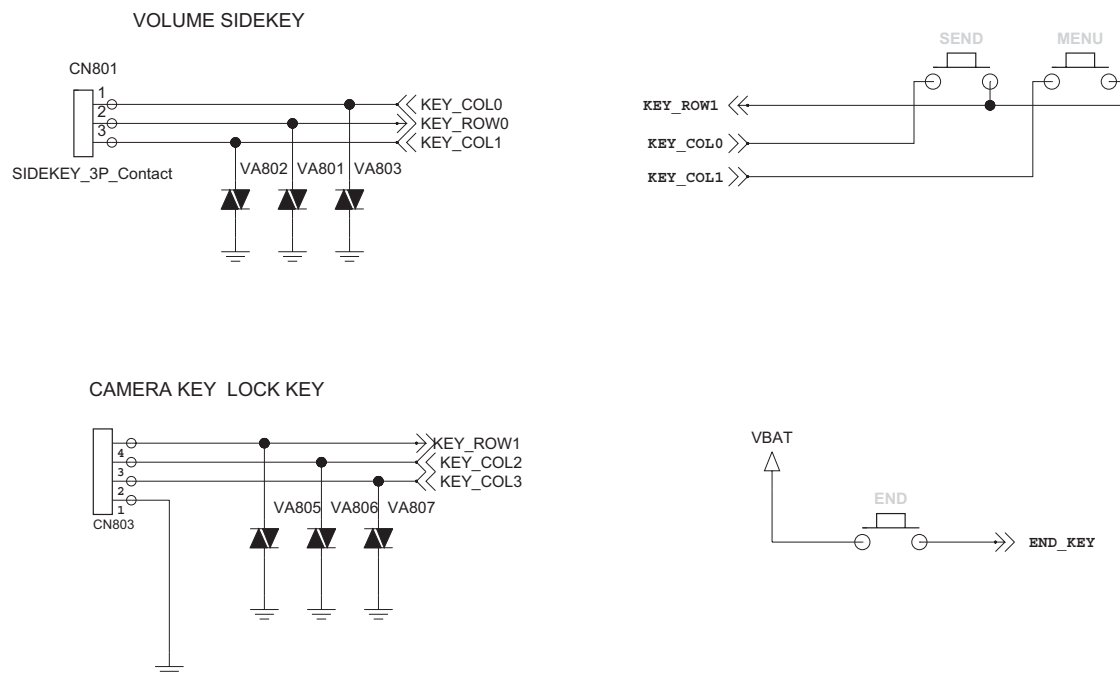 VOLUME SIDEKEY
CN801
1
2
3
KEY_COL0
KEY_ROW0
KEY_COL1
SIDEKEY_3P_Contact
VA802 VA801 VA803
SEND MENU
KEY_ROW1
KEY_COL0
KEY_COL1
CAMERA KEY LOCK KEY
4
3
2
1
KEY_ROW1
KEY_COL2
KEY_COL3
CN803
VA805 VA806 VA807
VBAT
END
END_KEY